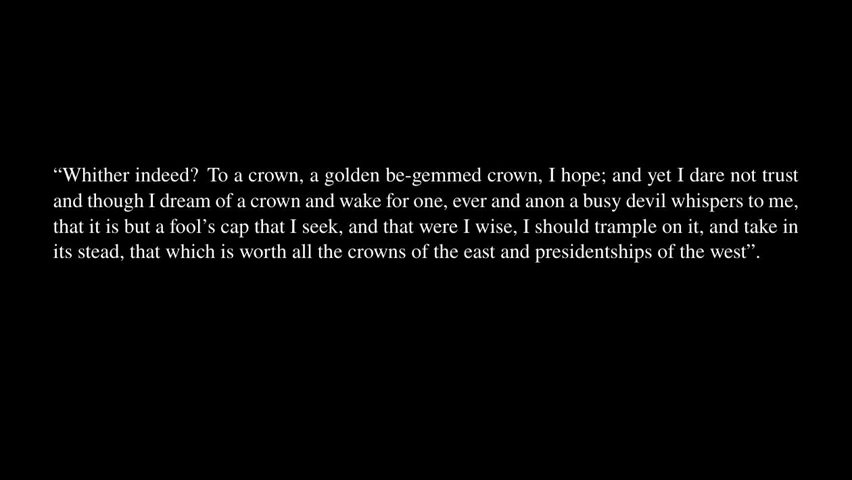 “Whither indeed? To a crown, a golden be-gemmed crown, I hope; and yet I dare not trust
and though I dream of a crown and wake for one, ever and anon a busy devil whispers to me,
that it is but a fool’s cap that I seek, and that were I wise, I should trample on it, and take in
its stead, that which is worth all the crowns of the east and presidentships of the west”.